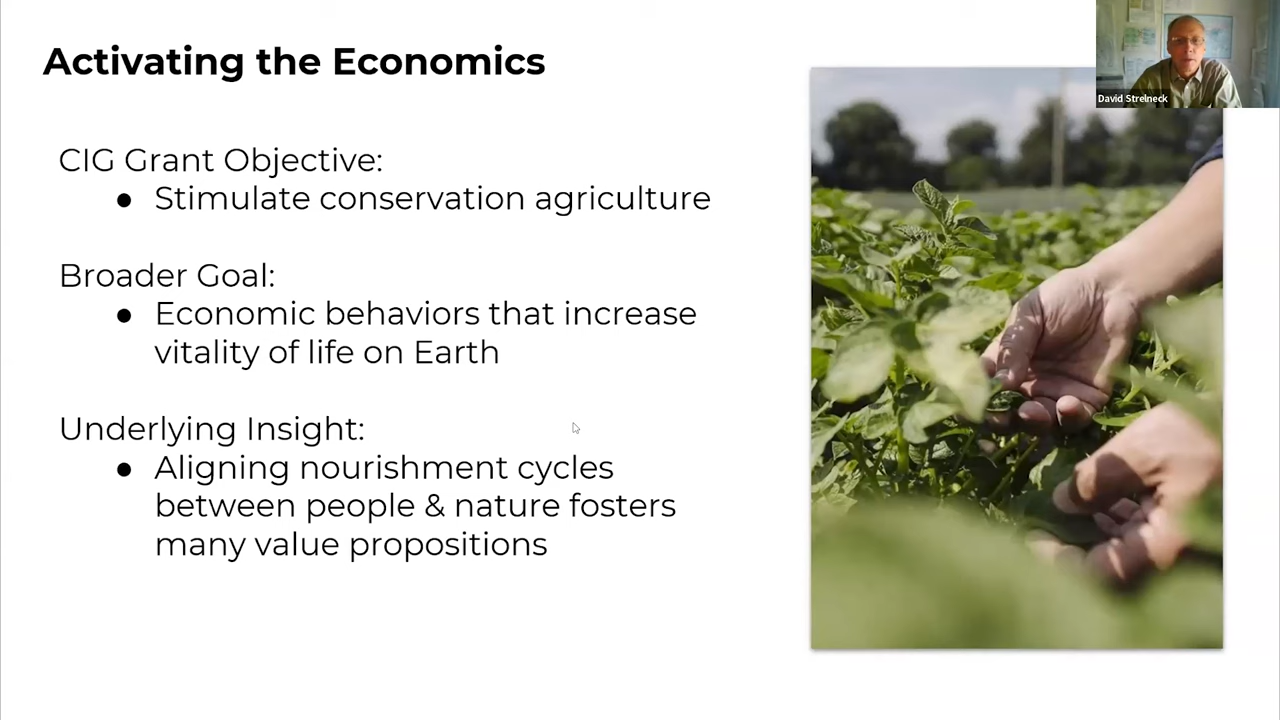 Activating the Economics
David Strelneck
CIG Grant Objective:
● Stimulate conservation agriculture
Broader Goal:
● Economic behaviors that increase
vitality of life on Earth
Underlying Insight:
● Aligning nourishment cycles
between people & nature fosters
many value propositions